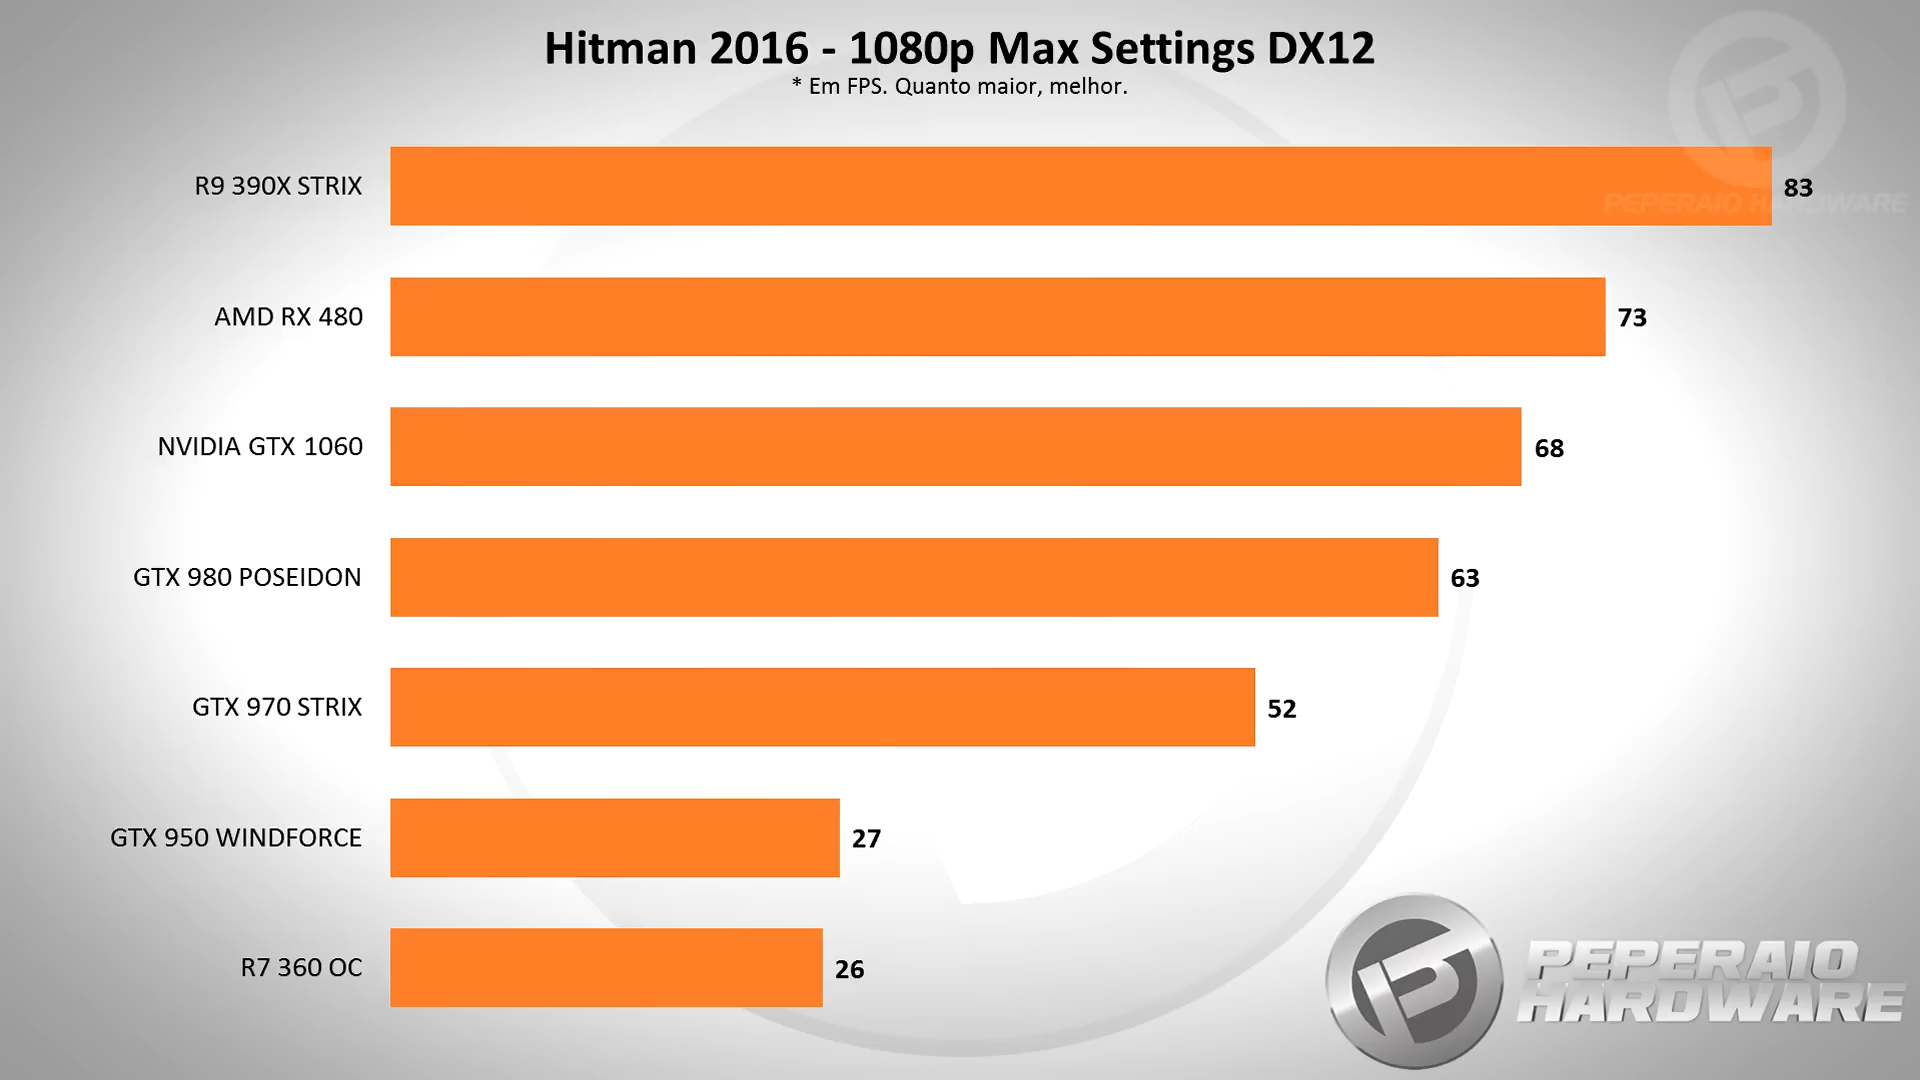 Hitman 2016 - 1080p Max Settings DX12
* Em FPS. Quanto maior, melhor.
PEPERAIO HARDWARE
R9 390X STRIX 83
AMD RX 480 73
NVIDIA GTX 1060 68
GTX 980 POSEIDON 63
GTX 970 STRIX 52
GTX 950 WINDFORCE 27
R7 360 OC 26
PEPERAIO
HARDWARE